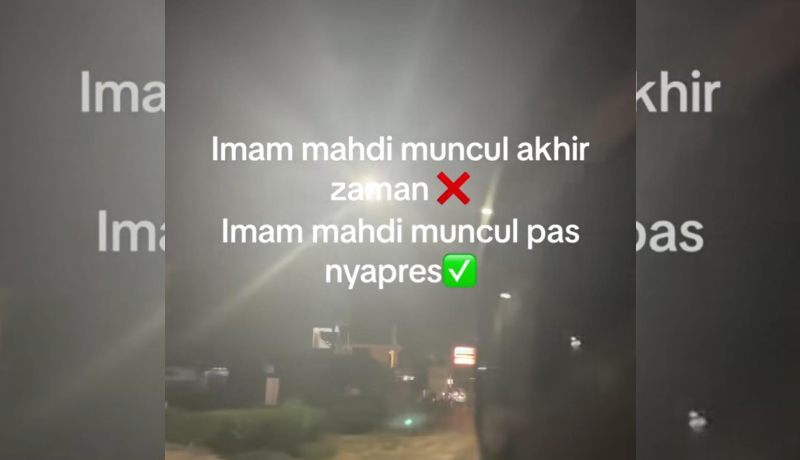 Imam mahdi muncul akhir
zaman ❌
Imam mahdi muncul pas
nyapres✅